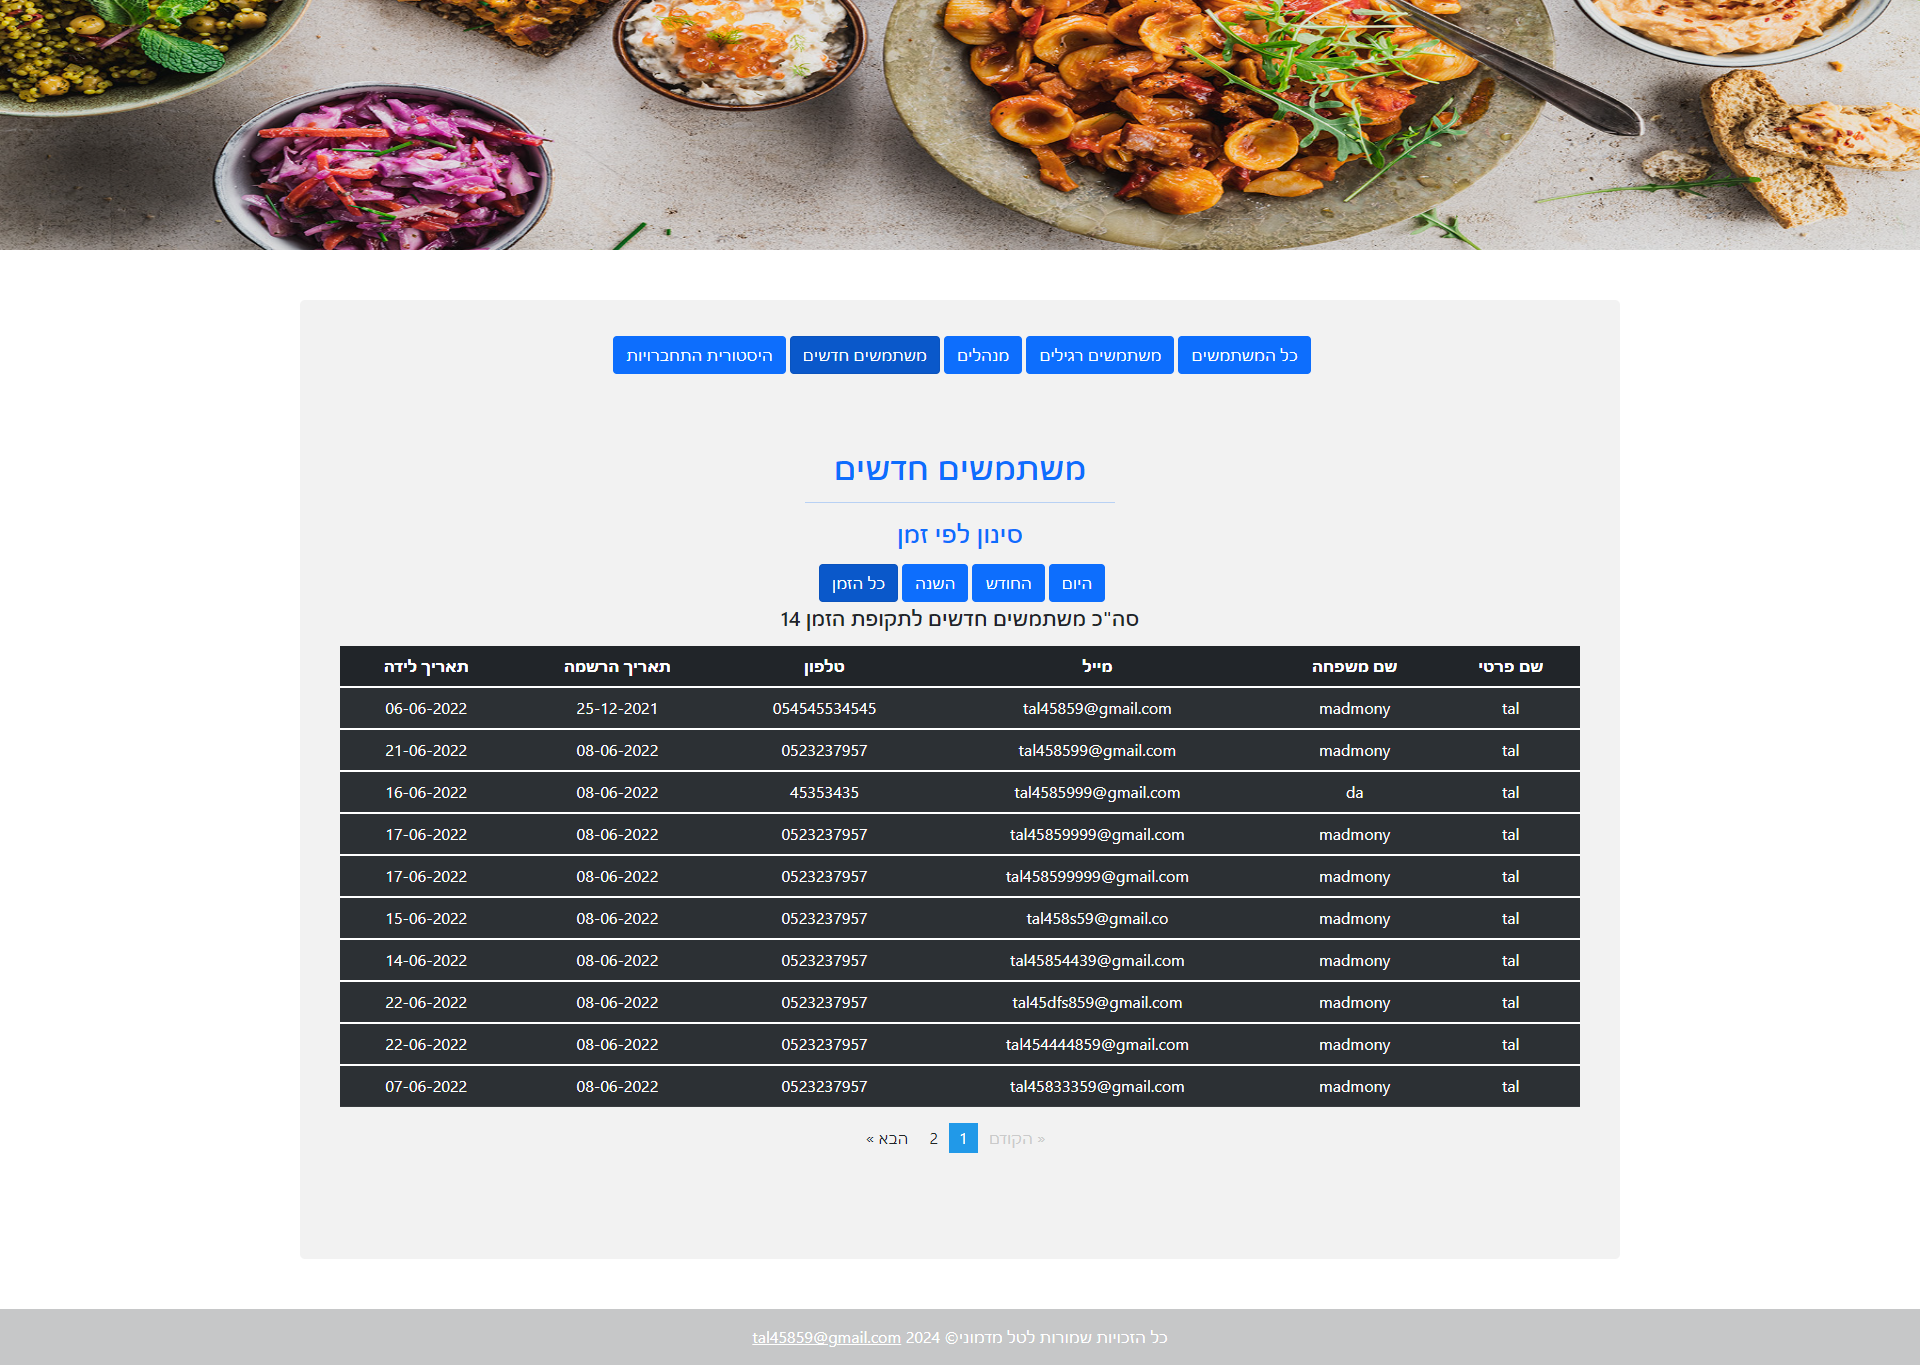 כל המשתמשים משתמשים רגילים מנהלים משתמשים חדשים היסטורית התחברויות
משתמשים חדשים
סינון לפי זמן
היום החודש השנה כל הזמן
סה"כ משתמשים חדשים לתקופת הזמן 14
שם פרטי שם משפחה מייל טלפון תאריך הרשמה תאריך לידה
tal madmony tal45859@gmail.com 054545534545 25-12-2021 06-06-2022
tal madmony tal458599@gmail.com 0523237957 08-06-2022 21-06-2022
tal da tal4585999@gmail.com 45353435 08-06-2022 16-06-2022
tal madmony tal45859999@gmail.com 0523237957 08-06-2022 17-06-2022
tal madmony tal458599999@gmail.com 0523237957 08-06-2022 17-06-2022
tal madmony tal458s59@gmail.co 0523237957 08-06-2022 15-06-2022
tal madmony tal45854439@gmail.com 0523237957 08-06-2022 14-06-2022
tal madmony tal45dfs859@gmail.com 0523237957 08-06-2022 22-06-2022
tal madmony tal454444859@gmail.com 0523237957 08-06-2022 22-06-2022
tal madmony tal45833359@gmail.com 0523237957 08-06-2022 07-06-2022
« הקודם 1 2 הבא »
כל הזכויות שמורות לטל מדמוני© 2024 tal45859@gmail.com